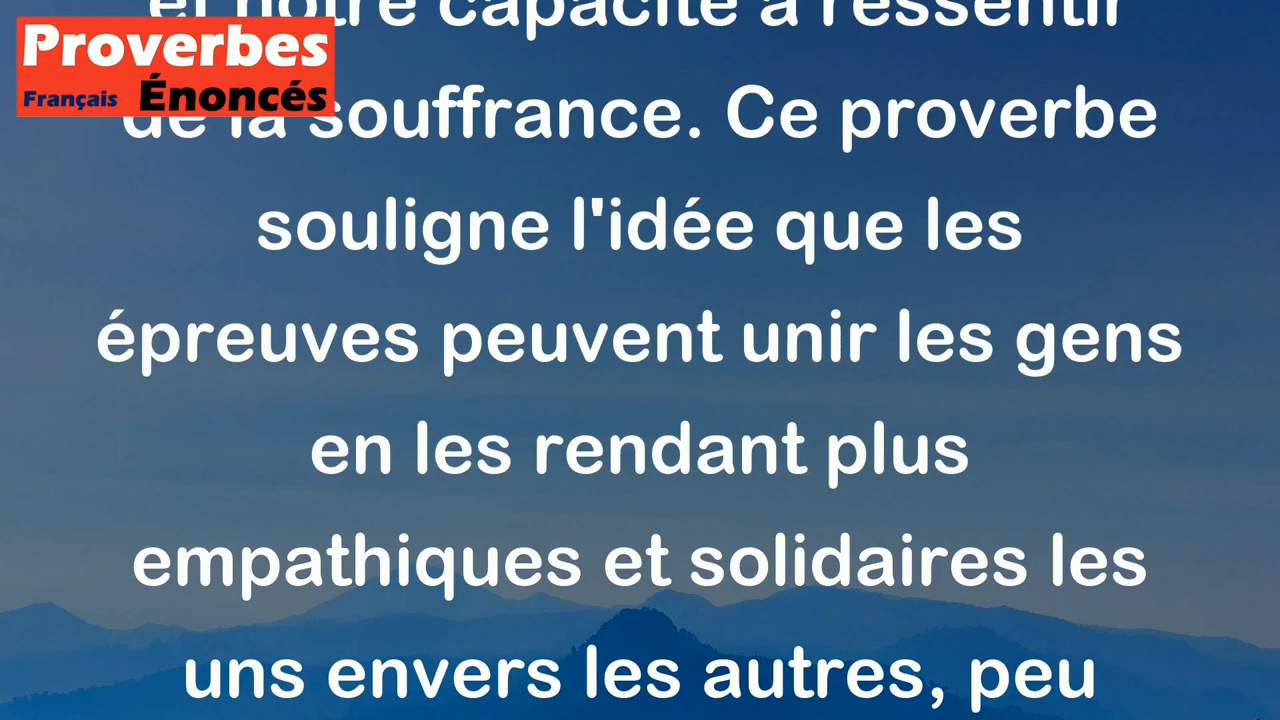 Proverbes
Français Énoncés
et notre capacité à ressentir
de la souffrance. Ce proverbe
souligne l'idée que les
épreuves peuvent unir les gens
en les rendant plus
empathiques et solidaires les
uns envers les autres, peu